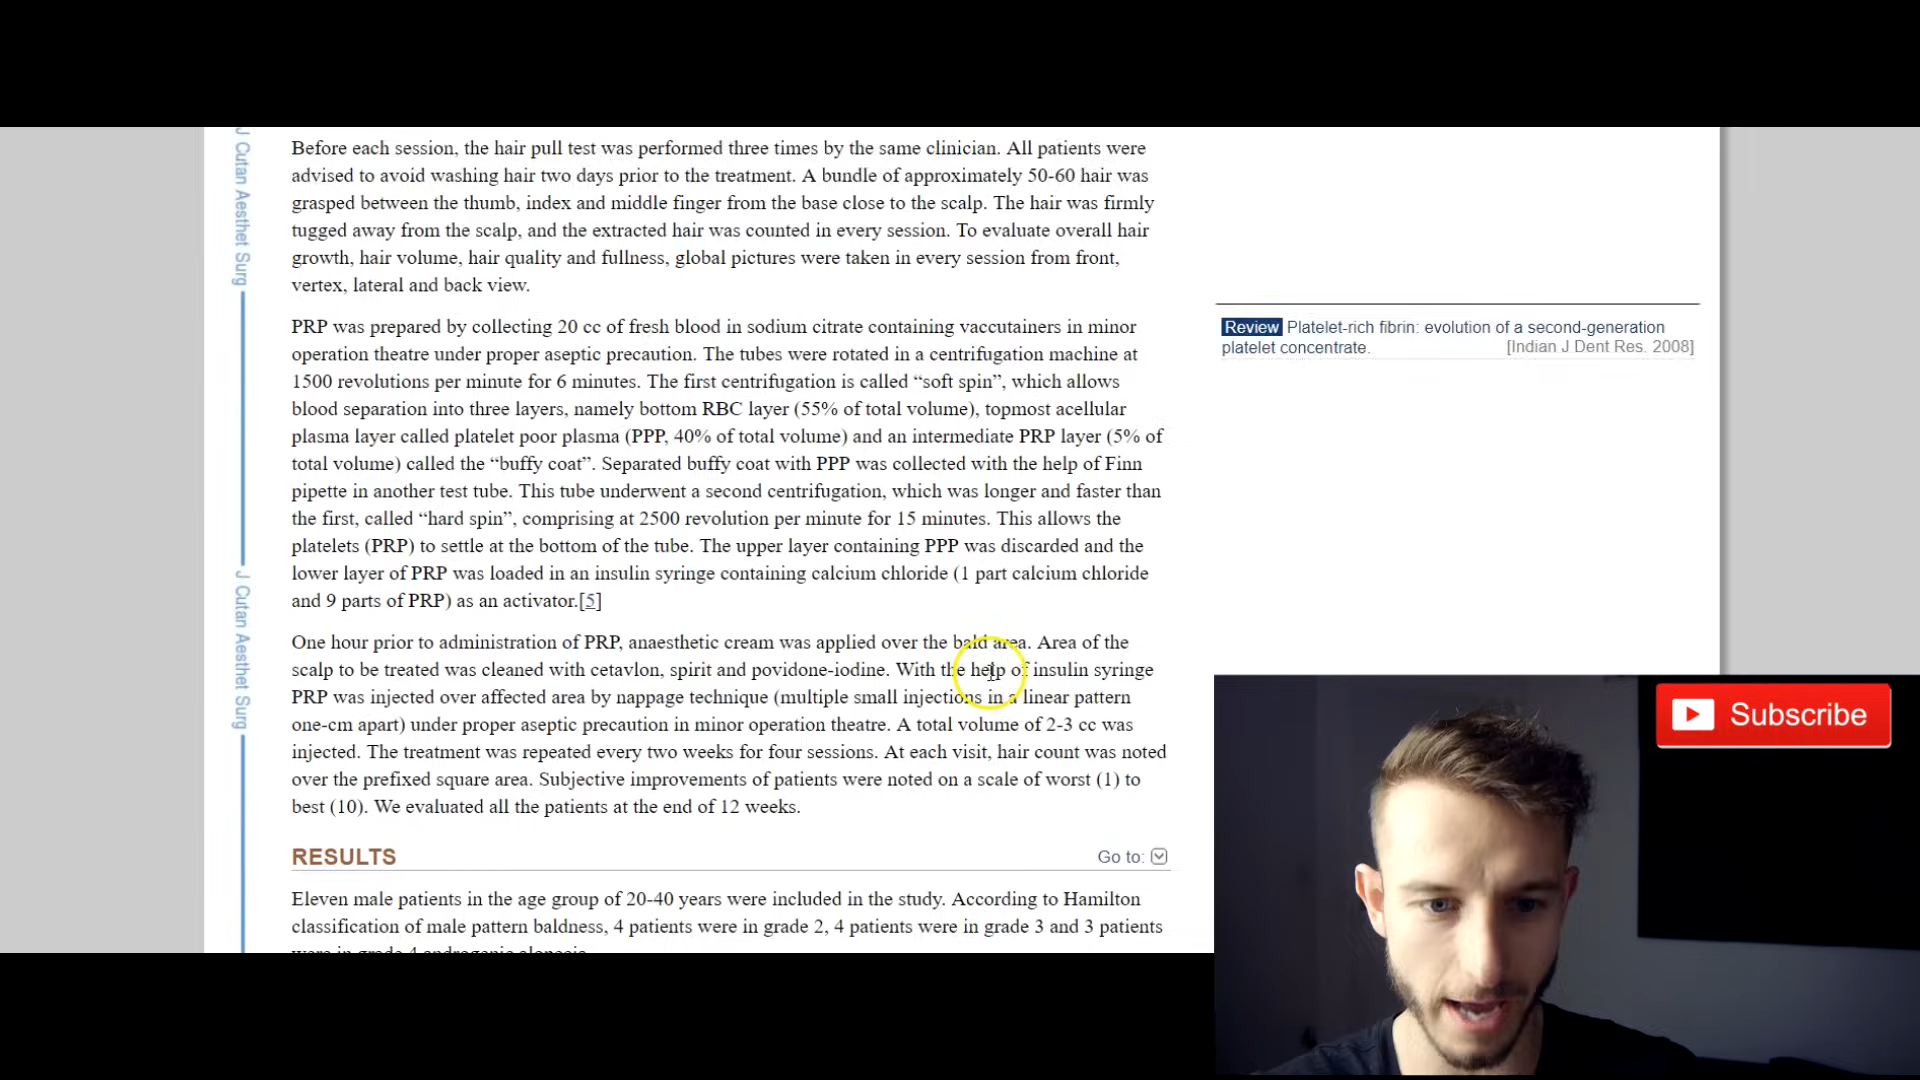 J Cutan Aesthet Surg
Before each session, the hair pull test was performed three times by the same clinician. All patients were
advised to avoid washing hair two days prior to the treatment. A bundle of approximately 50-60 hair was
grasped between the thumb, index and middle finger from the base close to the scalp. The hair was firmly
tugged away from the scalp, and the extracted hair was counted in every session. To evaluate overall hair
growth, hair volume, hair quality and fullness, global pictures were taken in every session from front,
vertex, lateral and back view.
PRP was prepared by collecting 20 cc of fresh blood in sodium citrate containing vaccutainers in minor
operation theatre under proper aseptic precaution. The tubes were rotated in a centrifugation machine at
1500 revolutions per minute for 6 minutes. The first centrifugation is called “soft spin”, which allows
blood separation into three layers, namely bottom RBC layer (55% of total volume), topmost acellular
plasma layer called platelet poor plasma (PPP, 40% of total volume) and an intermediate PRP layer (5% of
total volume) called the “buffy coat”. Separated buffy coat with PPP was collected with the help of Finn
pipette in another test tube. This tube underwent a second centrifugation, which was longer and faster than
the first, called “hard spin”, comprising at 2500 revolution per minute for 15 minutes. This allows the
platelets (PRP) to settle at the bottom of the tube. The upper layer containing PPP was discarded and the
lower layer of PRP was loaded in an insulin syringe containing calcium chloride (1 part calcium chloride
and 9 parts of PRP) as an activator.[5]
J Cutan Aesthet Surg
One hour prior to administration of PRP, anaesthetic cream was applied over the bald area. Area of the
scalp to be treated was cleaned with cetavlon, spirit and povidone-iodine. With the help of insulin syringe
PRP was injected over affected area by nappage technique (multiple small injections in a linear pattern
one-cm apart) under proper aseptic precaution in minor operation theatre. A total volume of 2-3 cc was
injected. The treatment was repeated every two weeks for four sessions. At each visit, hair count was noted
over the prefixed square area. Subjective improvements of patients were noted on a scale of worst (1) to
best (10). We evaluated all the patients at the end of 12 weeks.
RESULTS
Go to:
Eleven male patients in the age group of 20-40 years were included in the study. According to Hamilton
classification of male pattern baldness, 4 patients were in grade 2, 4 patients were in grade 3 and 3 patients
were in grade 4 androgenic alopecia
Review Platelet-rich fibrin: evolution of a second-generation
platelet concentrate. [Indian J Dent Res. 2008]
Subscribe